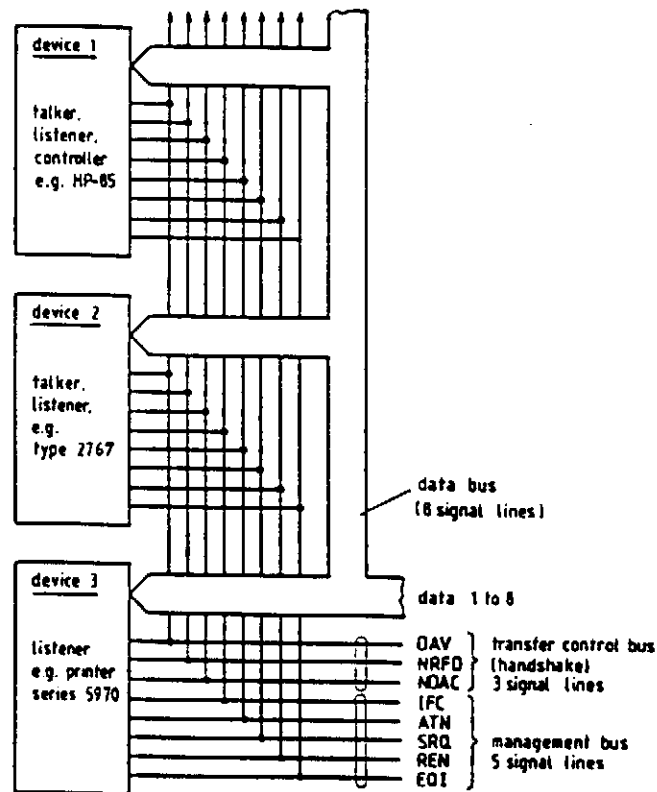 device 1
talker,
listener,
controller
e.g. HP-85
device 2
talker,
listener,
e.g.
type 2767
data bus
(8 signal lines)
device 3
listener
e.g. printer
series 5970
data 1 to 8
DAV
NRFD
NDAC
transfer control bus
(handshake)
3 signal lines
IFC
ATN
SRQ
REN
EOI
management bus
5 signal lines